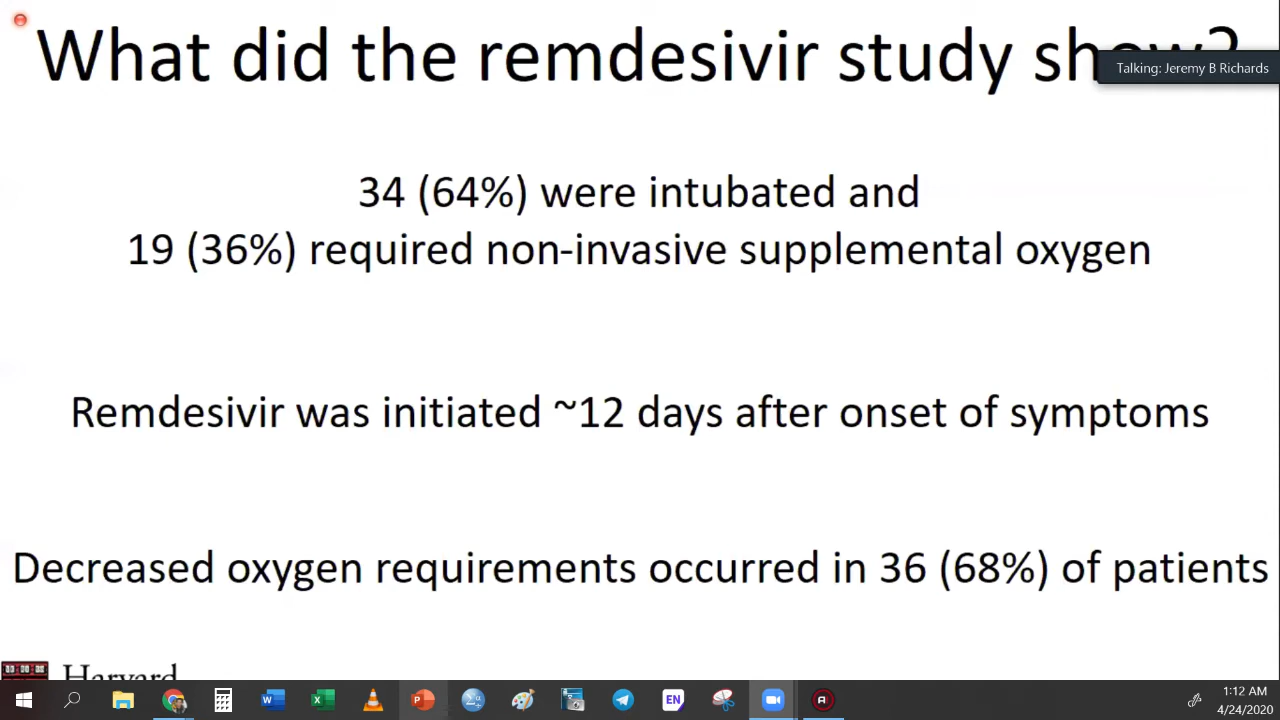 What did the remdesivir study show?
Talking: Jeremy B Richards
34 (64%) were intubated and
19 (36%) required non-invasive supplemental oxygen
Remdesivir was initiated ~12 days after onset of symptoms
Decreased oxygen requirements occurred in 36 (68%) of patients
Harvard
EN
1:12 AM
4/24/2020